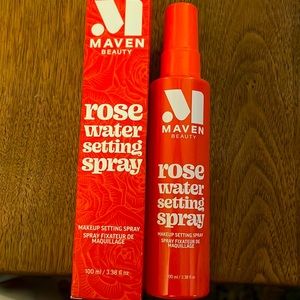 M
MAVEN
BEAUTY
rose
water
setting
spray
MAKEUP SETTING SPRAY
SPRAY FIXATEUR DE
MAQUILLAGE
100 ml / 3.38 fl oz
M
MAVEN
BEAUTY
rose
water
setting
spray
MAKEUP SETTING SPRAY
SPRAY FIXATEUR DE
MAQUILLAGE
100 ml / 3.38 fl oz